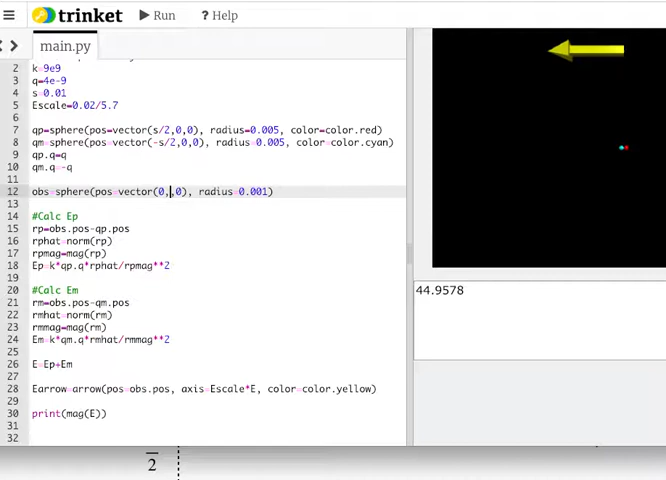 trinket Run ? Help
main.py
2 k=9e9
3 q=4e-9
4 s=0.01
5 Escale=0.02/5.7
6
7 qp=sphere(pos=vector(s/2,0,0), radius=0.005, color=color.red)
8 qm=sphere(pos=vector(-s/2,0,0), radius=0.005, color=color.cyan)
9 qp.q=q
10 qm.q=-q
11
12 obs=sphere(pos=vector(0,,0), radius=0.001)
13
14 #Calc Ep
15 rp=obs.pos-qp.pos
16 rphat=norm(rp)
17 rpmag=mag(rp)
18 Ep=k*qp.q*rphat/rpmag**2
19
20 #Calc Em
21 rm=obs.pos-qm.pos
22 rmhat=norm(rm)
23 rmmag=mag(rm)
24 Em=k*qm.q*rmhat/rmmag**2
25
26 E=Ep+Em
27
28 Earrow=arrow(pos=obs.pos, axis=Escale*E, color=color.yellow)
29
30 print(mag(E))
31
32
44.9578
2